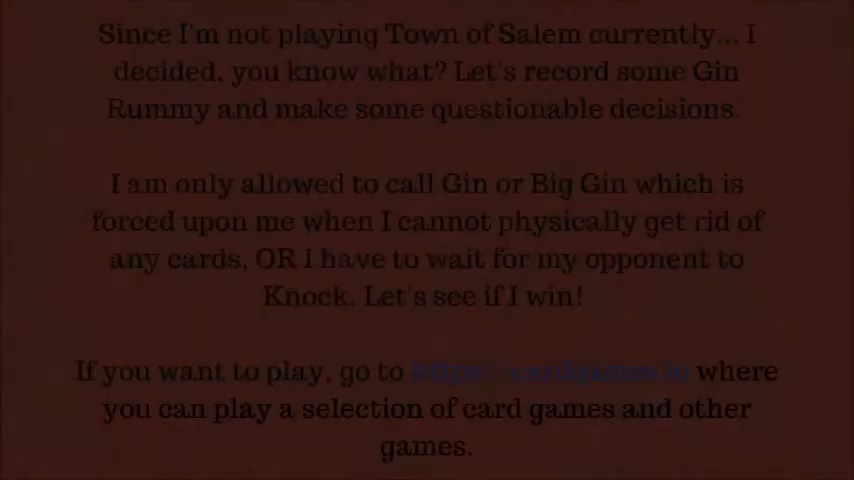 Since I'm not playing Town of Salem currently... I
decided, you know what? Let's record some Gin
Rummy and make some questionable decisions.

I am only allowed to call Gin or Big Gin which is
forced upon me when I cannot physically get rid of
any cards, OR I have to wait for my opponent to
Knock. Let's see if I win!

If you want to play, go to https://cardgames.io where
you can play a selection of card games and other
games.